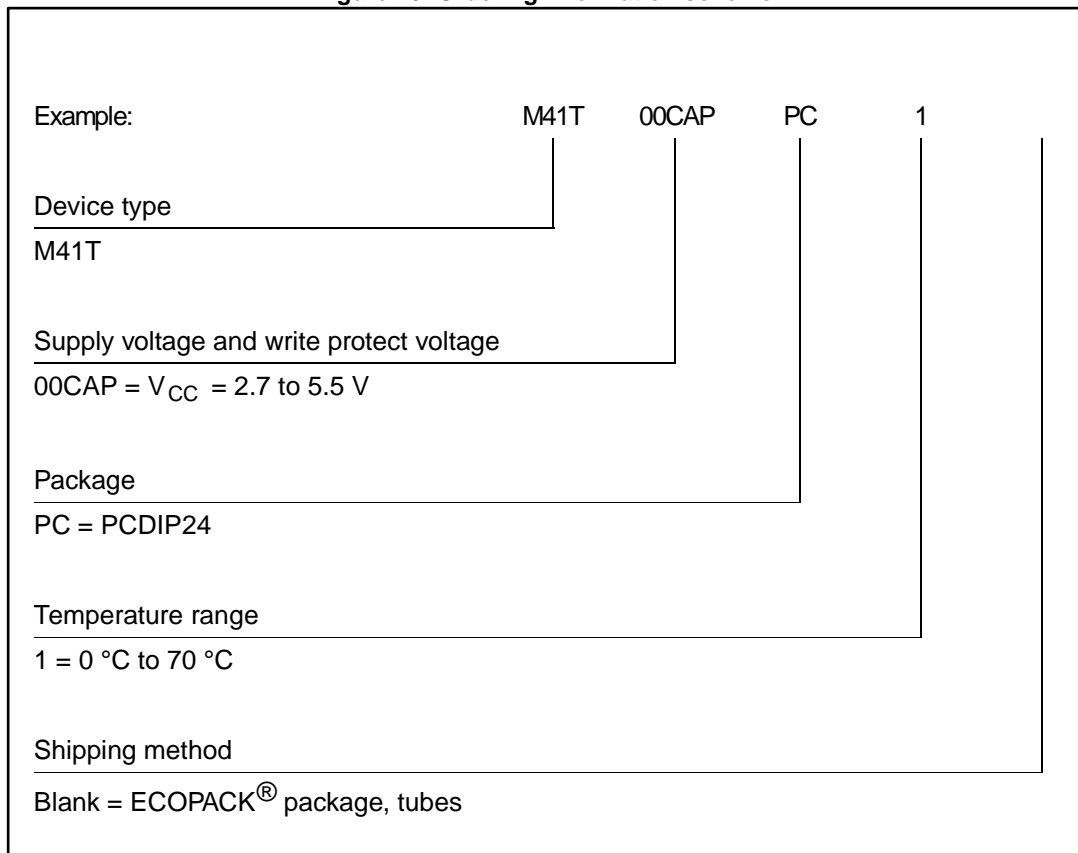 Example: M41T 00CAP PC 1
Device type
M41T
Supply voltage and write protect voltage
00CAP = VCC = 2.7 to 5.5 V
Package
PC = PCDIP24
Temperature range
1 = 0 °C to 70 °C
Shipping method
Blank = ECOPACK® package, tubes